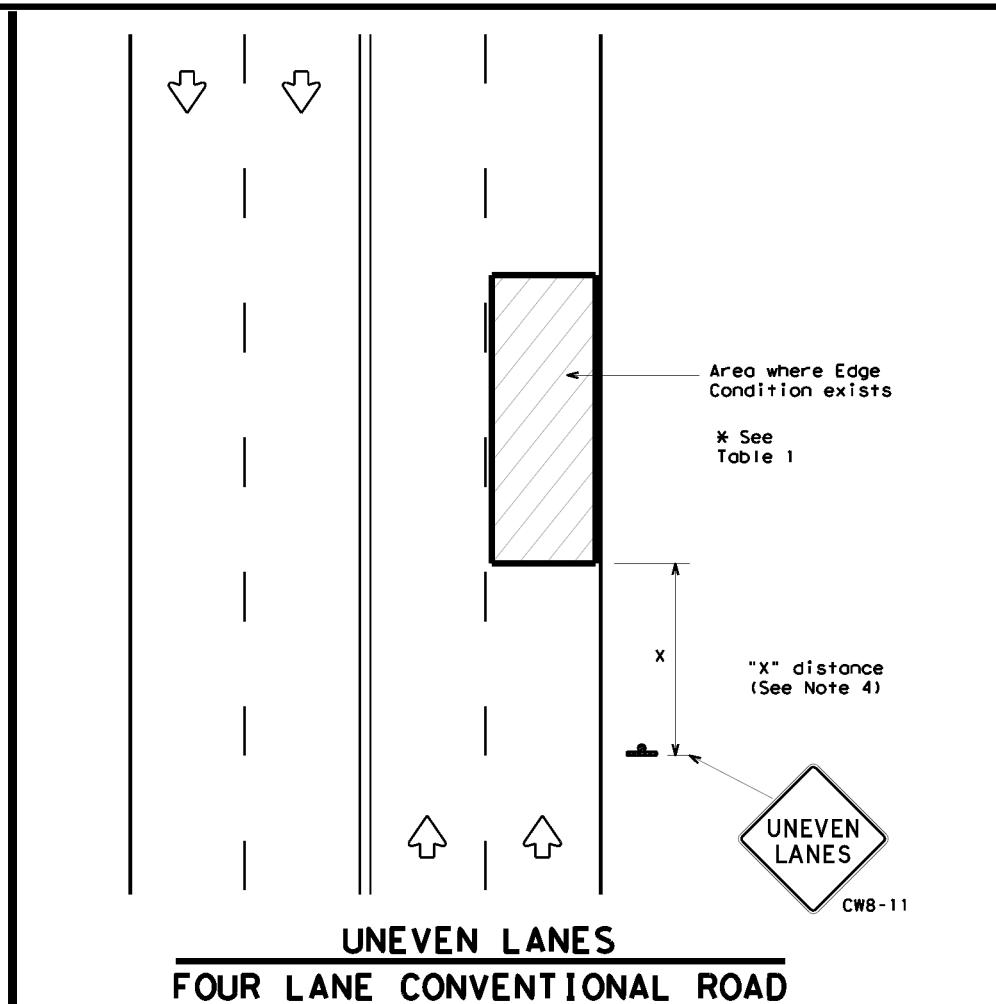 Area where Edge
Condition exists
* See
Table 1
X
"X" distance
(See Note 4)
UNEVEN
LANES
CW8-11
UNEVEN LANES
FOUR LANE CONVENTIONAL ROAD